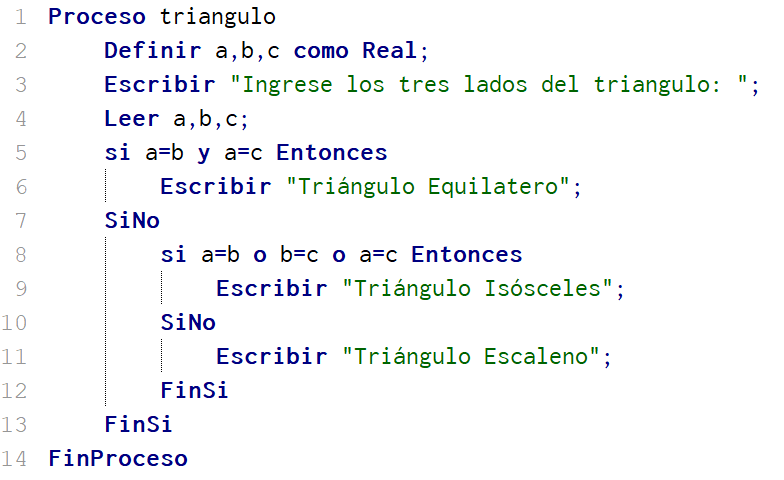 1 Proceso triangulo
2 Definir a,b,c como Real;
3 Escribir "Ingrese los tres lados del triangulo: ";
4 Leer a,b,c;
5 si a=b y a=c Entonces
6 Escribir "Triángulo Equilatero";
7 SiNo
8 si a=b o b=c o a=c Entonces
9 Escribir "Triángulo Isósceles";
10 SiNo
11 Escribir "Triángulo Escaleno";
12 FinSi
13 FinSi
14 FinProceso